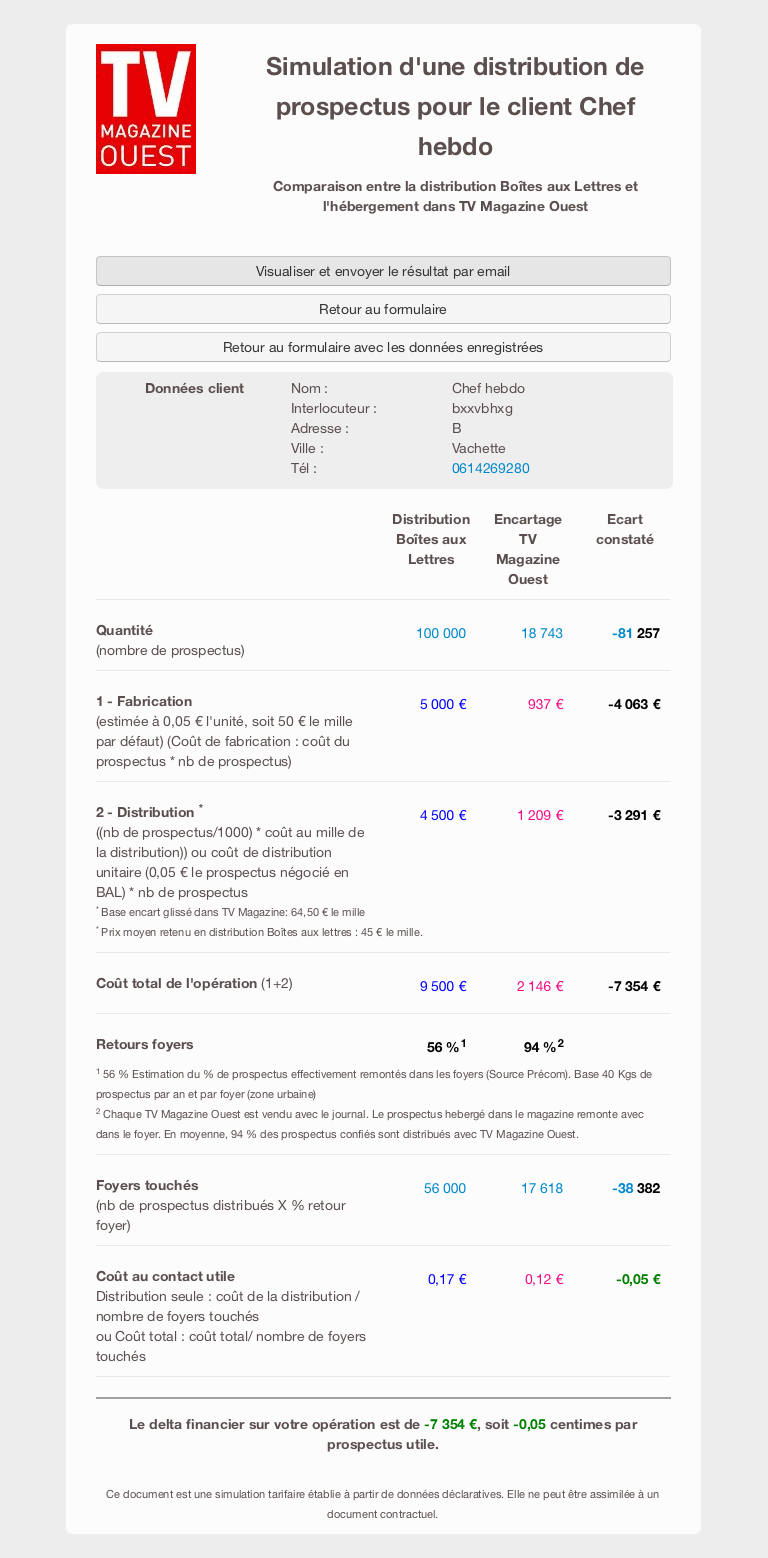 TV
MAGAZINE
OUEST
Simulation d'une distribution de
prospectus pour le client Chef
hebdo
Comparaison entre la distribution Boîtes aux Lettres et
l'hébergement dans TV Magazine Ouest
Visualiser et envoyer le résultat par email
Retour au formulaire
Retour au formulaire avec les données enregistrées
Données client Nom : Chef hebdo
Interlocuteur : bxxvbhxg
Adresse : B
Ville : Vachette
Tél : 0614269280
Distribution Encartage Ecart
Boîtes aux TV constaté
Lettres Magazine
Ouest
Quantité 100 000 18 743 -81 257
(nombre de prospectus)
1 - Fabrication 5 000 € 937 € -4 063 €
(estimée à 0,05 € l'unité, soit 50 € le mille
par défaut) (Coût de fabrication : coût du
prospectus * nb de prospectus)
2 - Distribution * 4 500 € 1 209 € -3 291 €
((nb de prospectus/1000) * coût au mille de
la distribution)) ou coût de distribution
unitaire (0,05 € le prospectus négocié en
BAL) * nb de prospectus
* Base encart glissé dans TV Magazine: 64,50 € le mille
* Prix moyen retenu en distribution Boîtes aux lettres : 45 € le mille.
Coût total de l'opération (1+2) 9 500 € 2 146 € -7 354 €
Retours foyers 56 %1 94 %2
1 56 % Estimation du % de prospectus effectivement remontés dans les foyers (Source Précom). Base 40 Kgs de
prospectus par an et par foyer (zone urbaine)
2 Chaque TV Magazine Ouest est vendu avec le journal. Le prospectus hebergé dans le magazine remonte avec
dans le foyer. En moyenne, 94 % des prospectus confiés sont distribués avec TV Magazine Ouest.
Foyers touchés 56 000 17 618 -38 382
(nb de prospectus distribués X % retour
foyer)
Coût au contact utile 0,17 € 0,12 € -0,05 €
Distribution seule : coût de la distribution /
nombre de foyers touchés
ou Coût total : coût total/ nombre de foyers
touchés
Le delta financier sur votre opération est de -7 354 €, soit -0,05 centimes par
prospectus utile.
Ce document est une simulation tarifaire établie à partir de données déclaratives. Elle ne peut être assimilée à un
document contractuel.